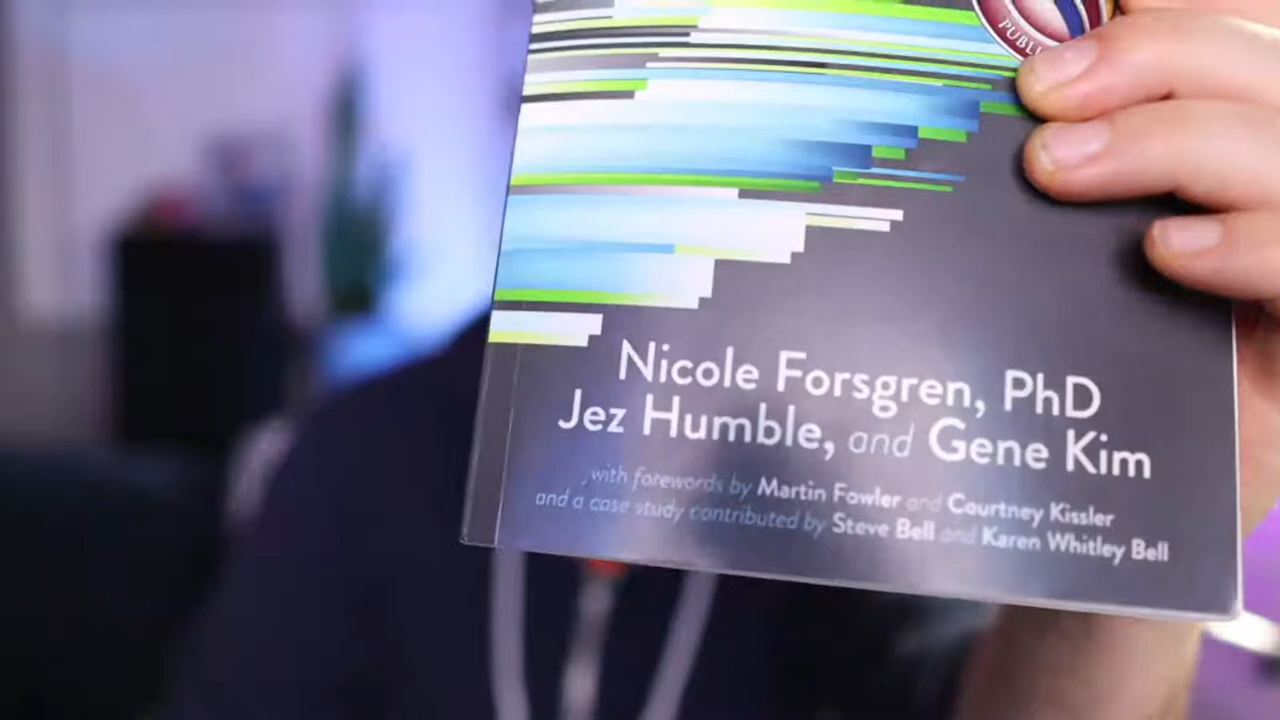 PUBLI
Nicole Forsgren, PhD
Jez Humble, and Gene Kim
with forewords by Martin Fowler and Courtney Kissler
and a case study contributed by Steve Bell and Karen Whitley Bell